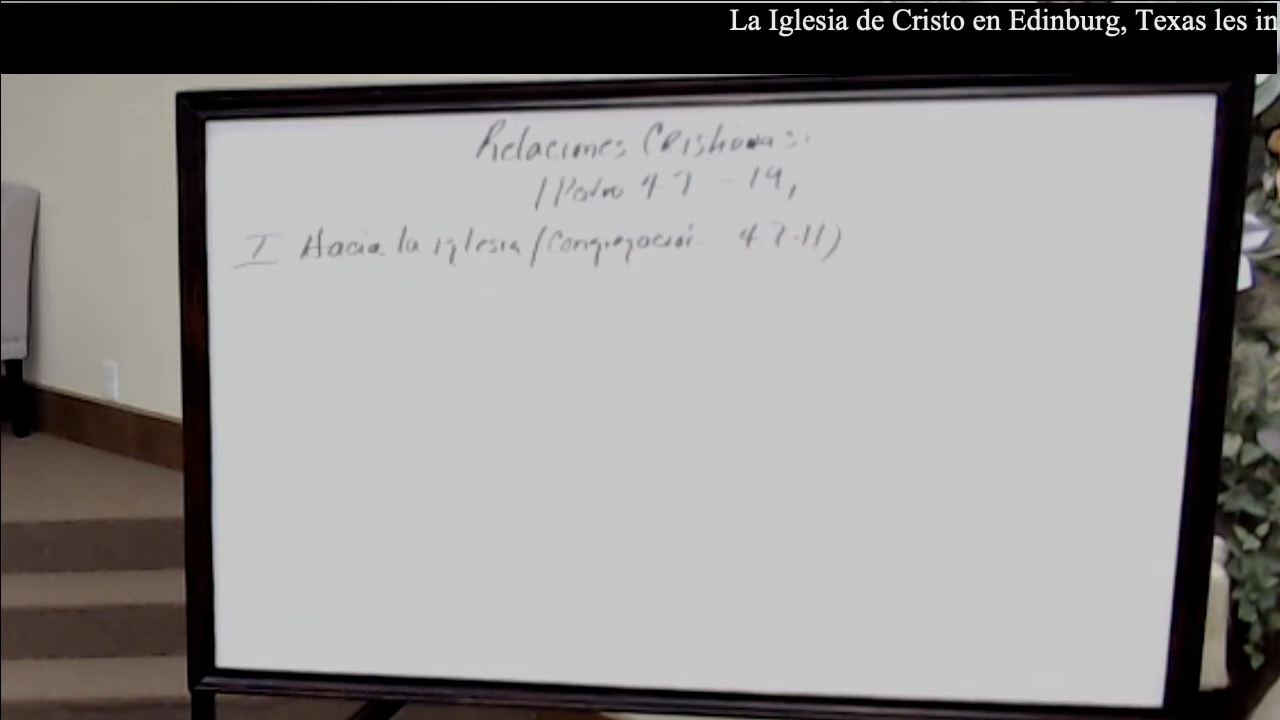 La Iglesia de Cristo en Edinburg, Texas les in
Relaciones Cristianas:
1 Pedro 4.7 - 19,
I Hacia la iglesia/Congregación 4.7-11)